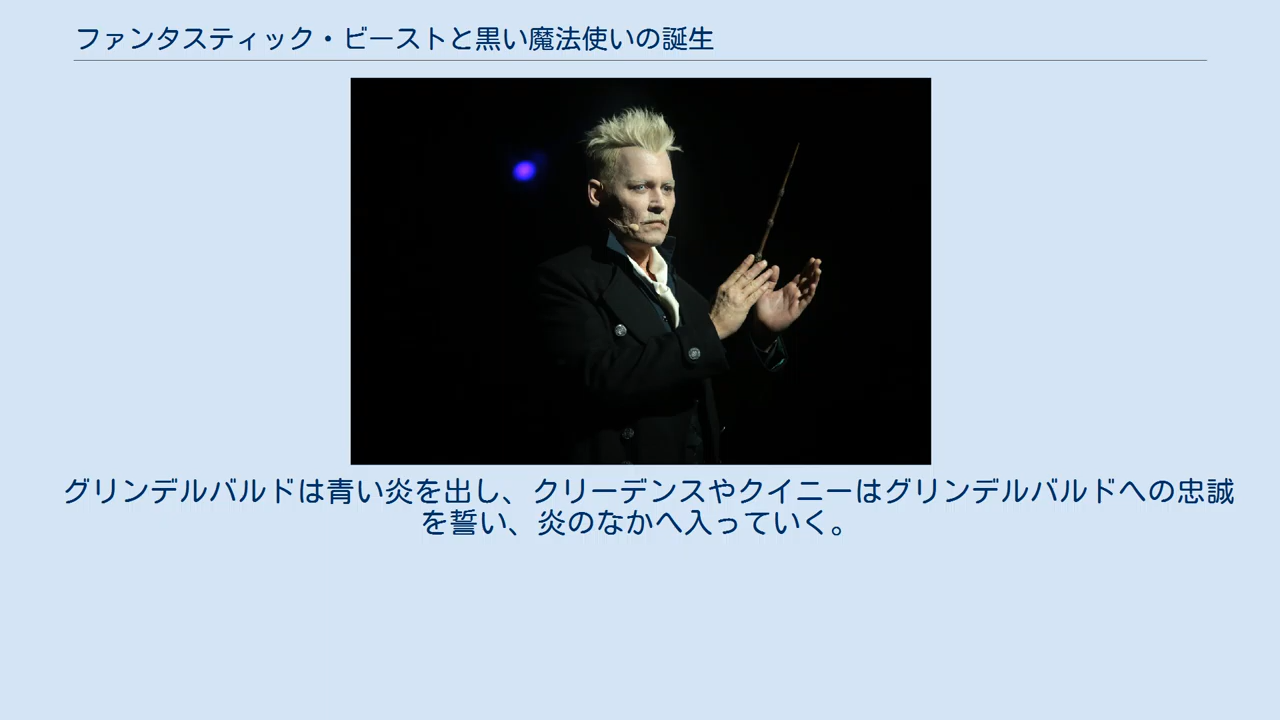 ファンタスティック・ビーストと黒い魔法使いの誕生
グリンデルバルドは青い炎を出し、クリーデンスやクイニーはグリンデルバルドへの忠誠
を誓い、炎のなかへ入っていく。